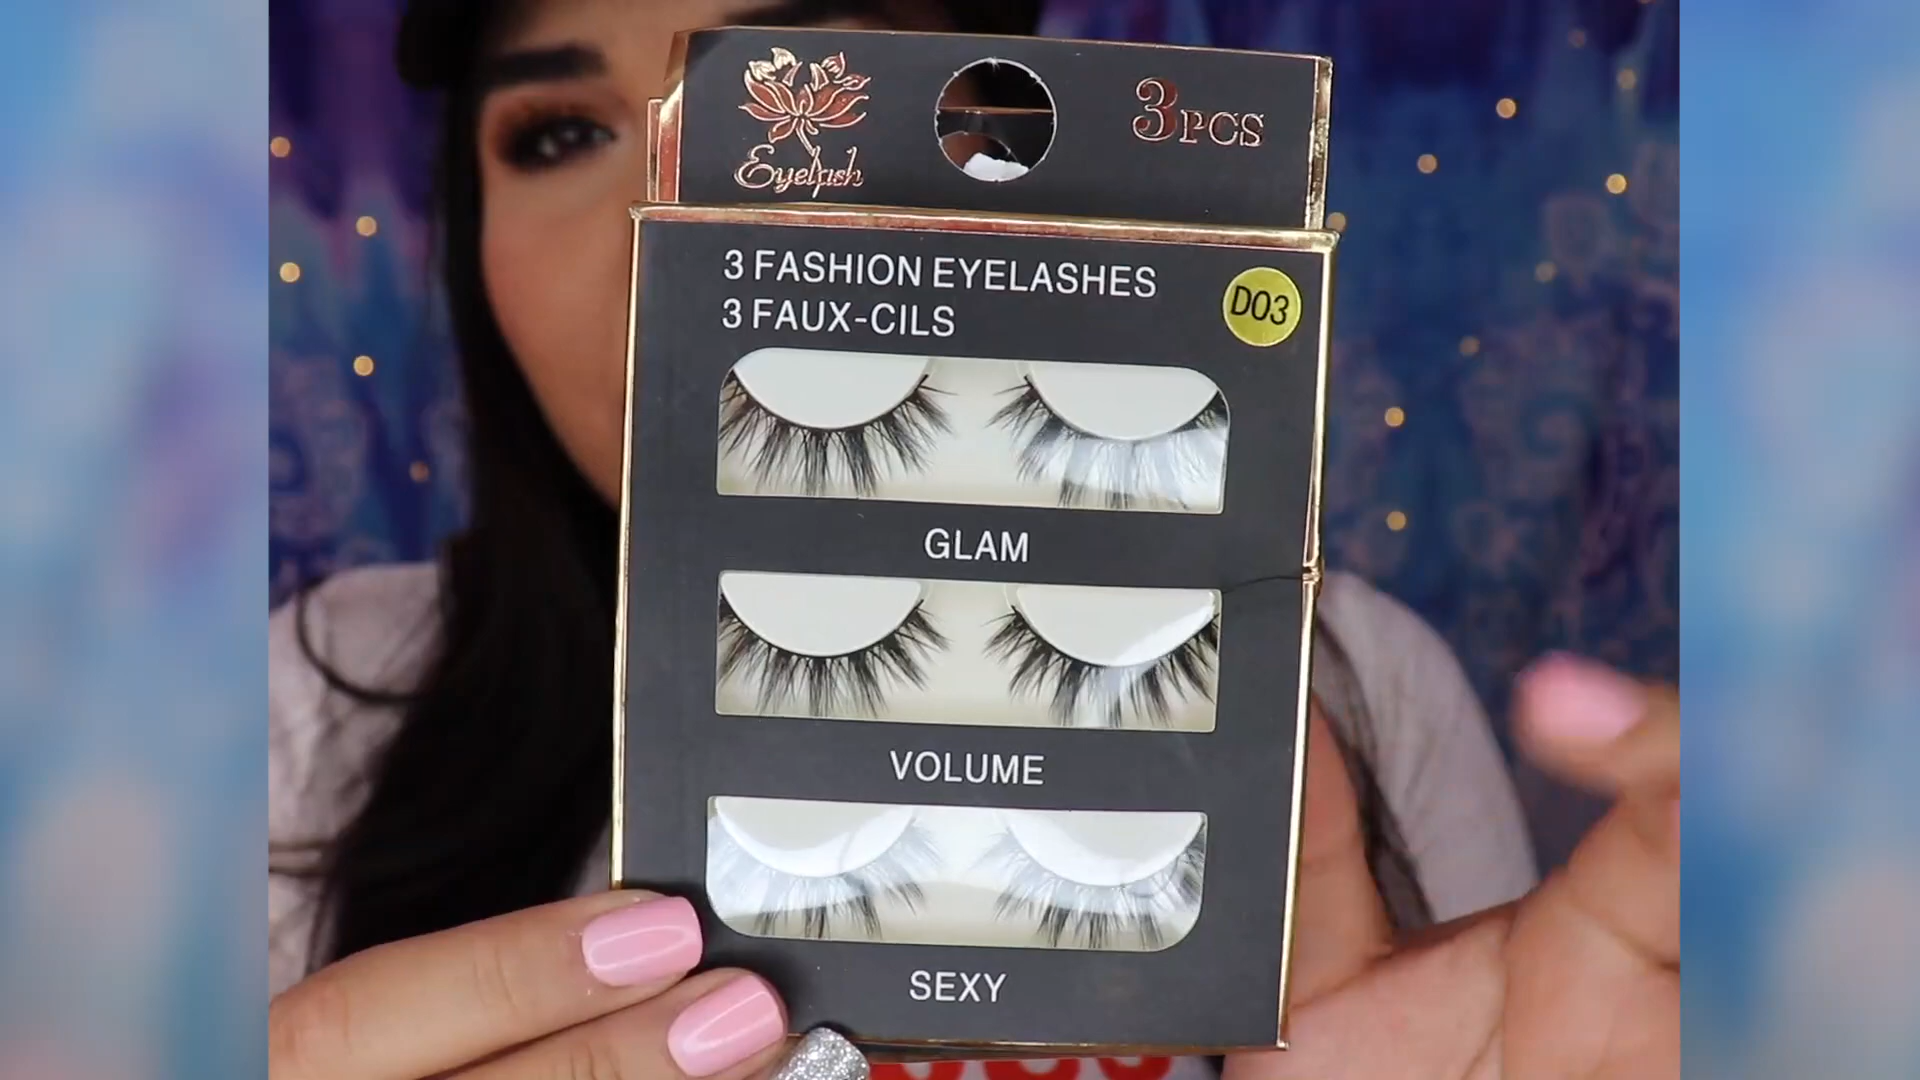 Eyelash
3PCS
3 FASHION EYELASHES
3 FAUX-CILS
D03
GLAM
VOLUME
SEXY